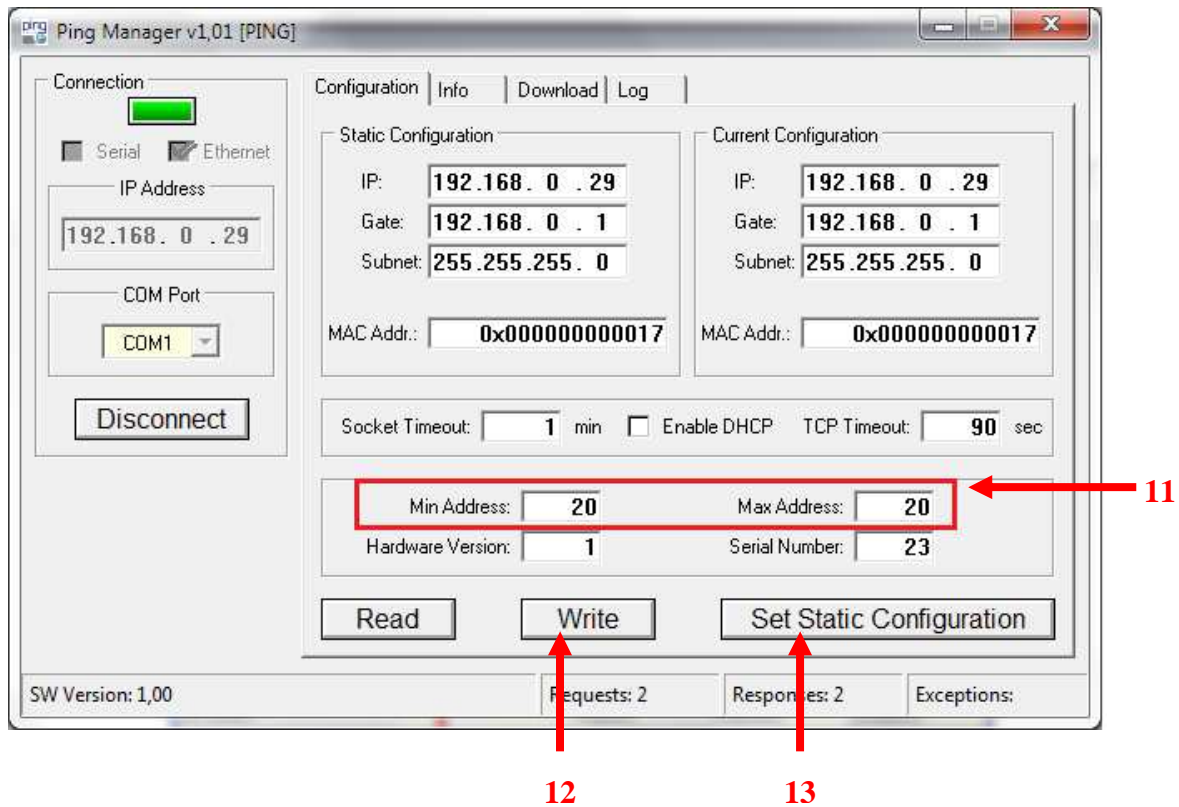 Ping Manager v1,01 [PING]
Connection
Serial Ethernet
IP Address
192.168. 0 .29
COM Port
COM1
Disconnect
Configuration Info Download Log
Static Configuration
IP: 192.168. 0 .29
Gate: 192.168. 0 . 1
Subnet: 255.255.255. 0
MAC Addr.: 0x000000000017
Current Configuration
IP: 192.168. 0 .29
Gate: 192.168. 0 . 1
Subnet: 255.255.255. 0
MAC Addr.: 0x000000000017
Socket Timeout: 1 min Enable DHCP TCP Timeout: 90 sec
Min Address: 20 Max Address: 20
11
Hardware Version: 1 Serial Number: 23
Read Write Set Static Configuration
SW Version: 1,00 Requests: 2 Responses: 2 Exceptions:
12 13